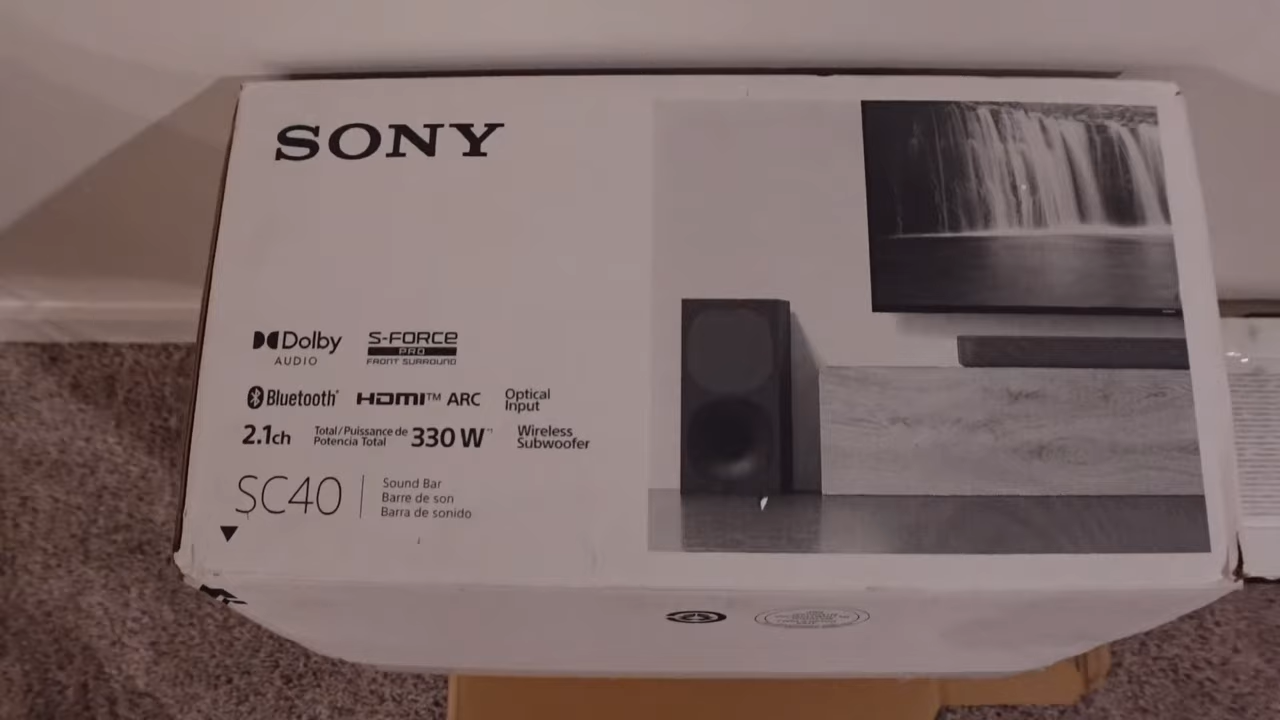 SONY
Dolby
AUDIO
S-FORCE
PRO
FRONT SURROUND
Bluetooth®
HDMI™ ARC
Optical
Input
2.1ch
Total/Puissance de
Potencia Total
330 W*¹
Wireless
Subwoofer
SC40
Sound Bar
Barre de son
Barra de sonido